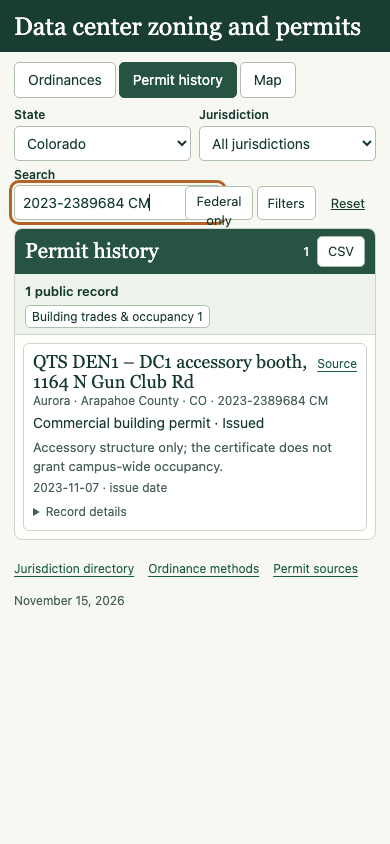 Data center zoning and permits
Ordinances
Permit history
Map
State
Jurisdiction
Colorado
All jurisdictions
Search
2023-2389684 CM
Federal only
Filters
Reset
Permit history
1
CSV
1 public record
Building trades & occupancy 1
QTS DEN1 – DC1 accessory booth,
1164 N Gun Club Rd
Source
Aurora · Arapahoe County · CO · 2023-2389684 CM
Commercial building permit · Issued
Accessory structure only; the certificate does not
grant campus-wide occupancy.
2023-11-07 · issue date
Record details
Jurisdiction directory
Ordinance methods
Permit sources
November 15, 2026